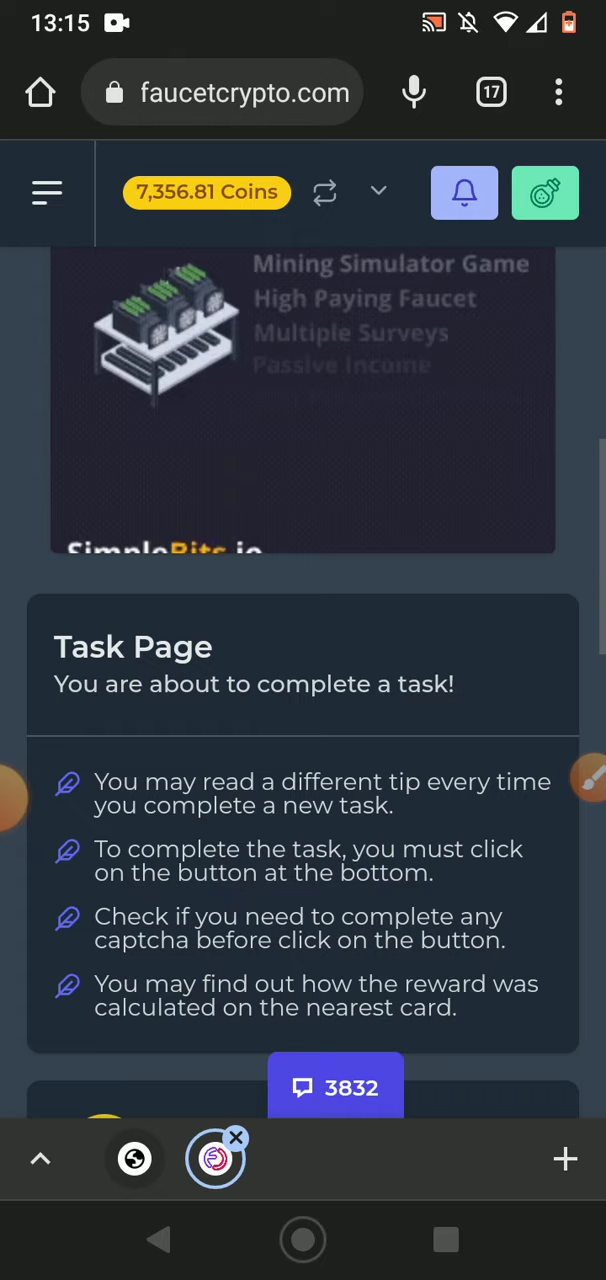 13:15
faucetcrypto.com
17
7,356.81 Coins
Mining Simulator Game
High Paying Faucet
Multiple Surveys
Passive Income
SimpleBits.io
Task Page
You are about to complete a task!
You may read a different tip every time
you complete a new task.
To complete the task, you must click
on the button at the bottom.
Check if you need to complete any
captcha before click on the button.
You may find out how the reward was
calculated on the nearest card.
3832